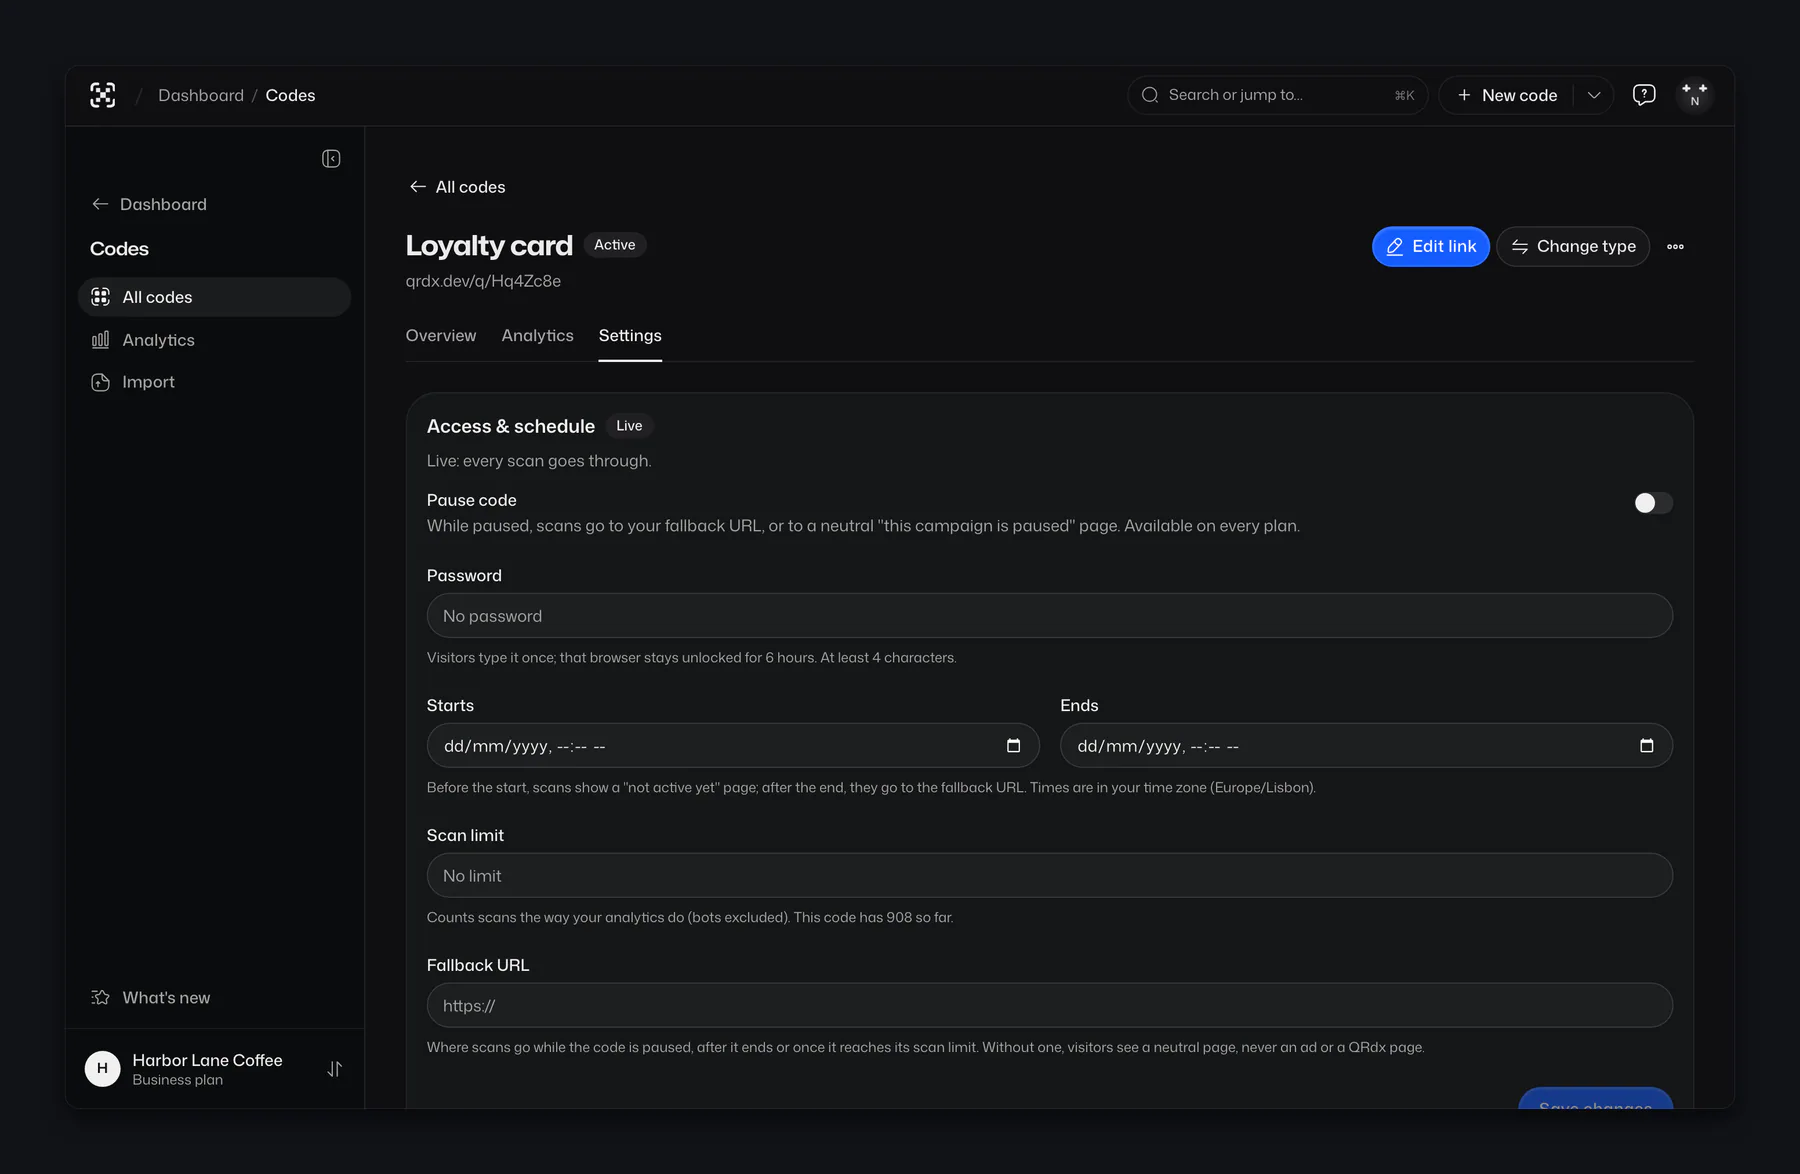 / Dashboard / Codes
Search or jump to...
⌘K
+ New code
N
Dashboard
Codes
All codes
Analytics
Import
What's new
H
Harbor Lane Coffee
Business plan
All codes
Loyalty card
Active
Edit link
Change type
qrdx.dev/q/Hq4Zc8e
Overview
Analytics
Settings
Access & schedule
Live
Live: every scan goes through.
Pause code
While paused, scans go to your fallback URL, or to a neutral "this campaign is paused" page. Available on every plan.
Password
No password
Visitors type it once; that browser stays unlocked for 6 hours. At least 4 characters.
Starts
Ends
dd/mm/yyyy, --:-- --
dd/mm/yyyy, --:-- --
Before the start, scans show a "not active yet" page; after the end, they go to the fallback URL. Times are in your time zone (Europe/Lisbon).
Scan limit
No limit
Counts scans the way your analytics do (bots excluded). This code has 908 so far.
Fallback URL
https://
Where scans go while the code is paused, after it ends or once it reaches its scan limit. Without one, visitors see a neutral page, never an ad or a QRdx page.
Save changes